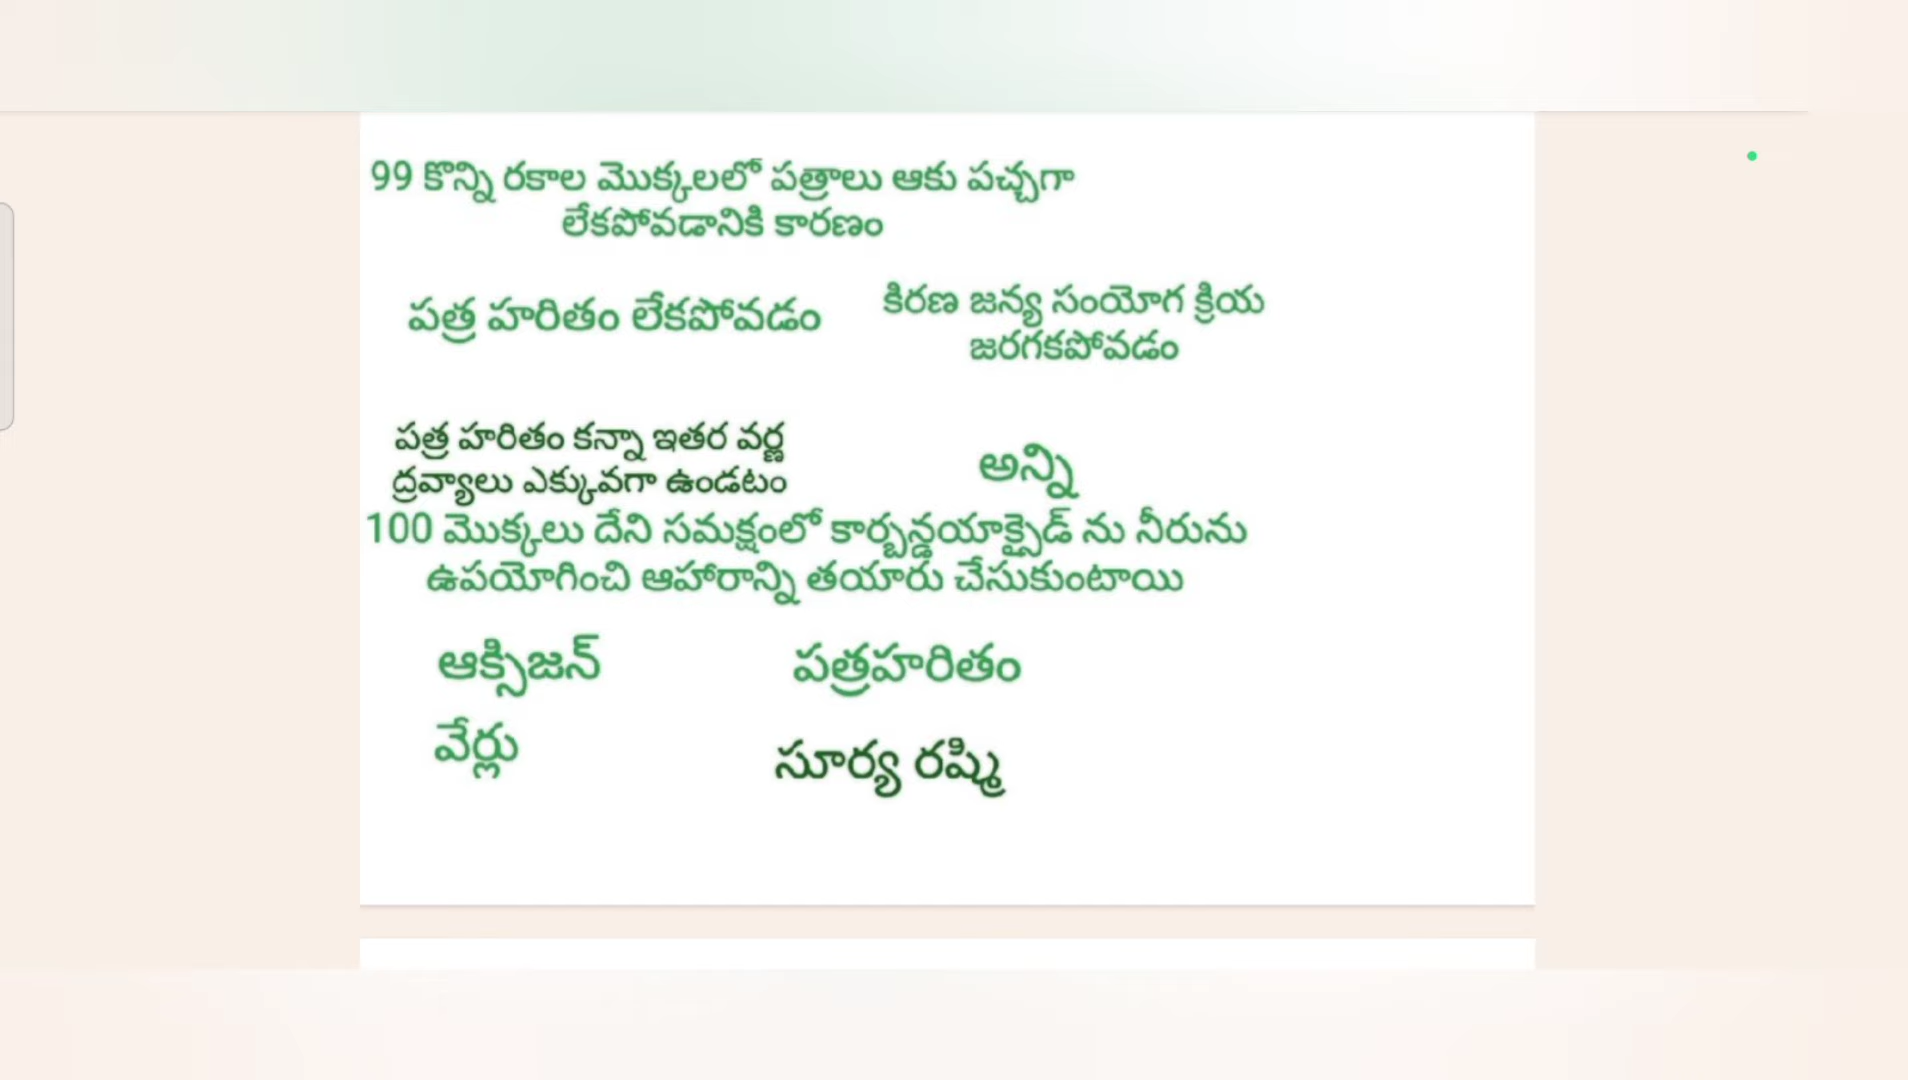 99 కొన్ని రకాల మొక్కలలో పత్రాలు ఆకు పచ్చగా
లేకపోవడానికి కారణం
పత్ర హరితం లేకపోవడం
కిరణ జన్య సంయోగ క్రియ
జరగకపోవడం
పత్ర హరితం కన్నా ఇతర వర్ణ
ద్రవ్యాలు ఎక్కువగా ఉండటం
అన్ని
100 మొక్కలు దేని సమక్షంలో కార్బన్డయాక్సైడ్ ను నీరును
ఉపయోగించి ఆహారాన్ని తయారు చేసుకుంటాయి
ఆక్సిజన్
పత్రహరితం
వేర్లు
సూర్య రష్మి